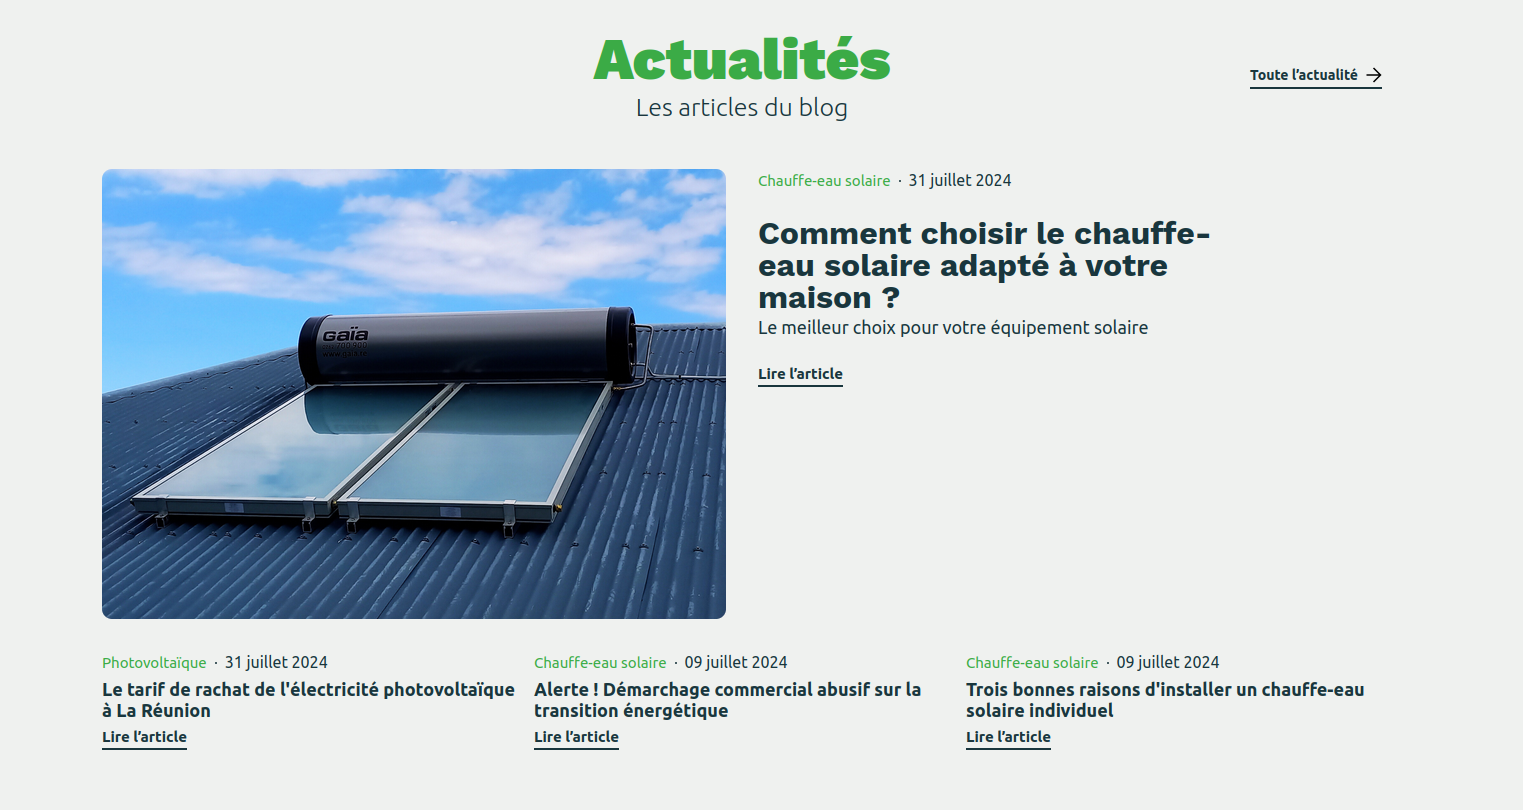 Actualités
Les articles du blog
Toute l’actualité
GAÏA
Chauffe-eau solaire · 31 juillet 2024
Comment choisir le chauffe-
eau solaire adapté à votre
maison ?
Le meilleur choix pour votre équipement solaire
Lire l’article
Photovoltaïque · 31 juillet 2024
Le tarif de rachat de l'électricité photovoltaïque
à La Réunion
Lire l’article
Chauffe-eau solaire · 09 juillet 2024
Alerte ! Démarchage commercial abusif sur la
transition énergétique
Lire l’article
Chauffe-eau solaire · 09 juillet 2024
Trois bonnes raisons d'installer un chauffe-eau
solaire individuel
Lire l’article